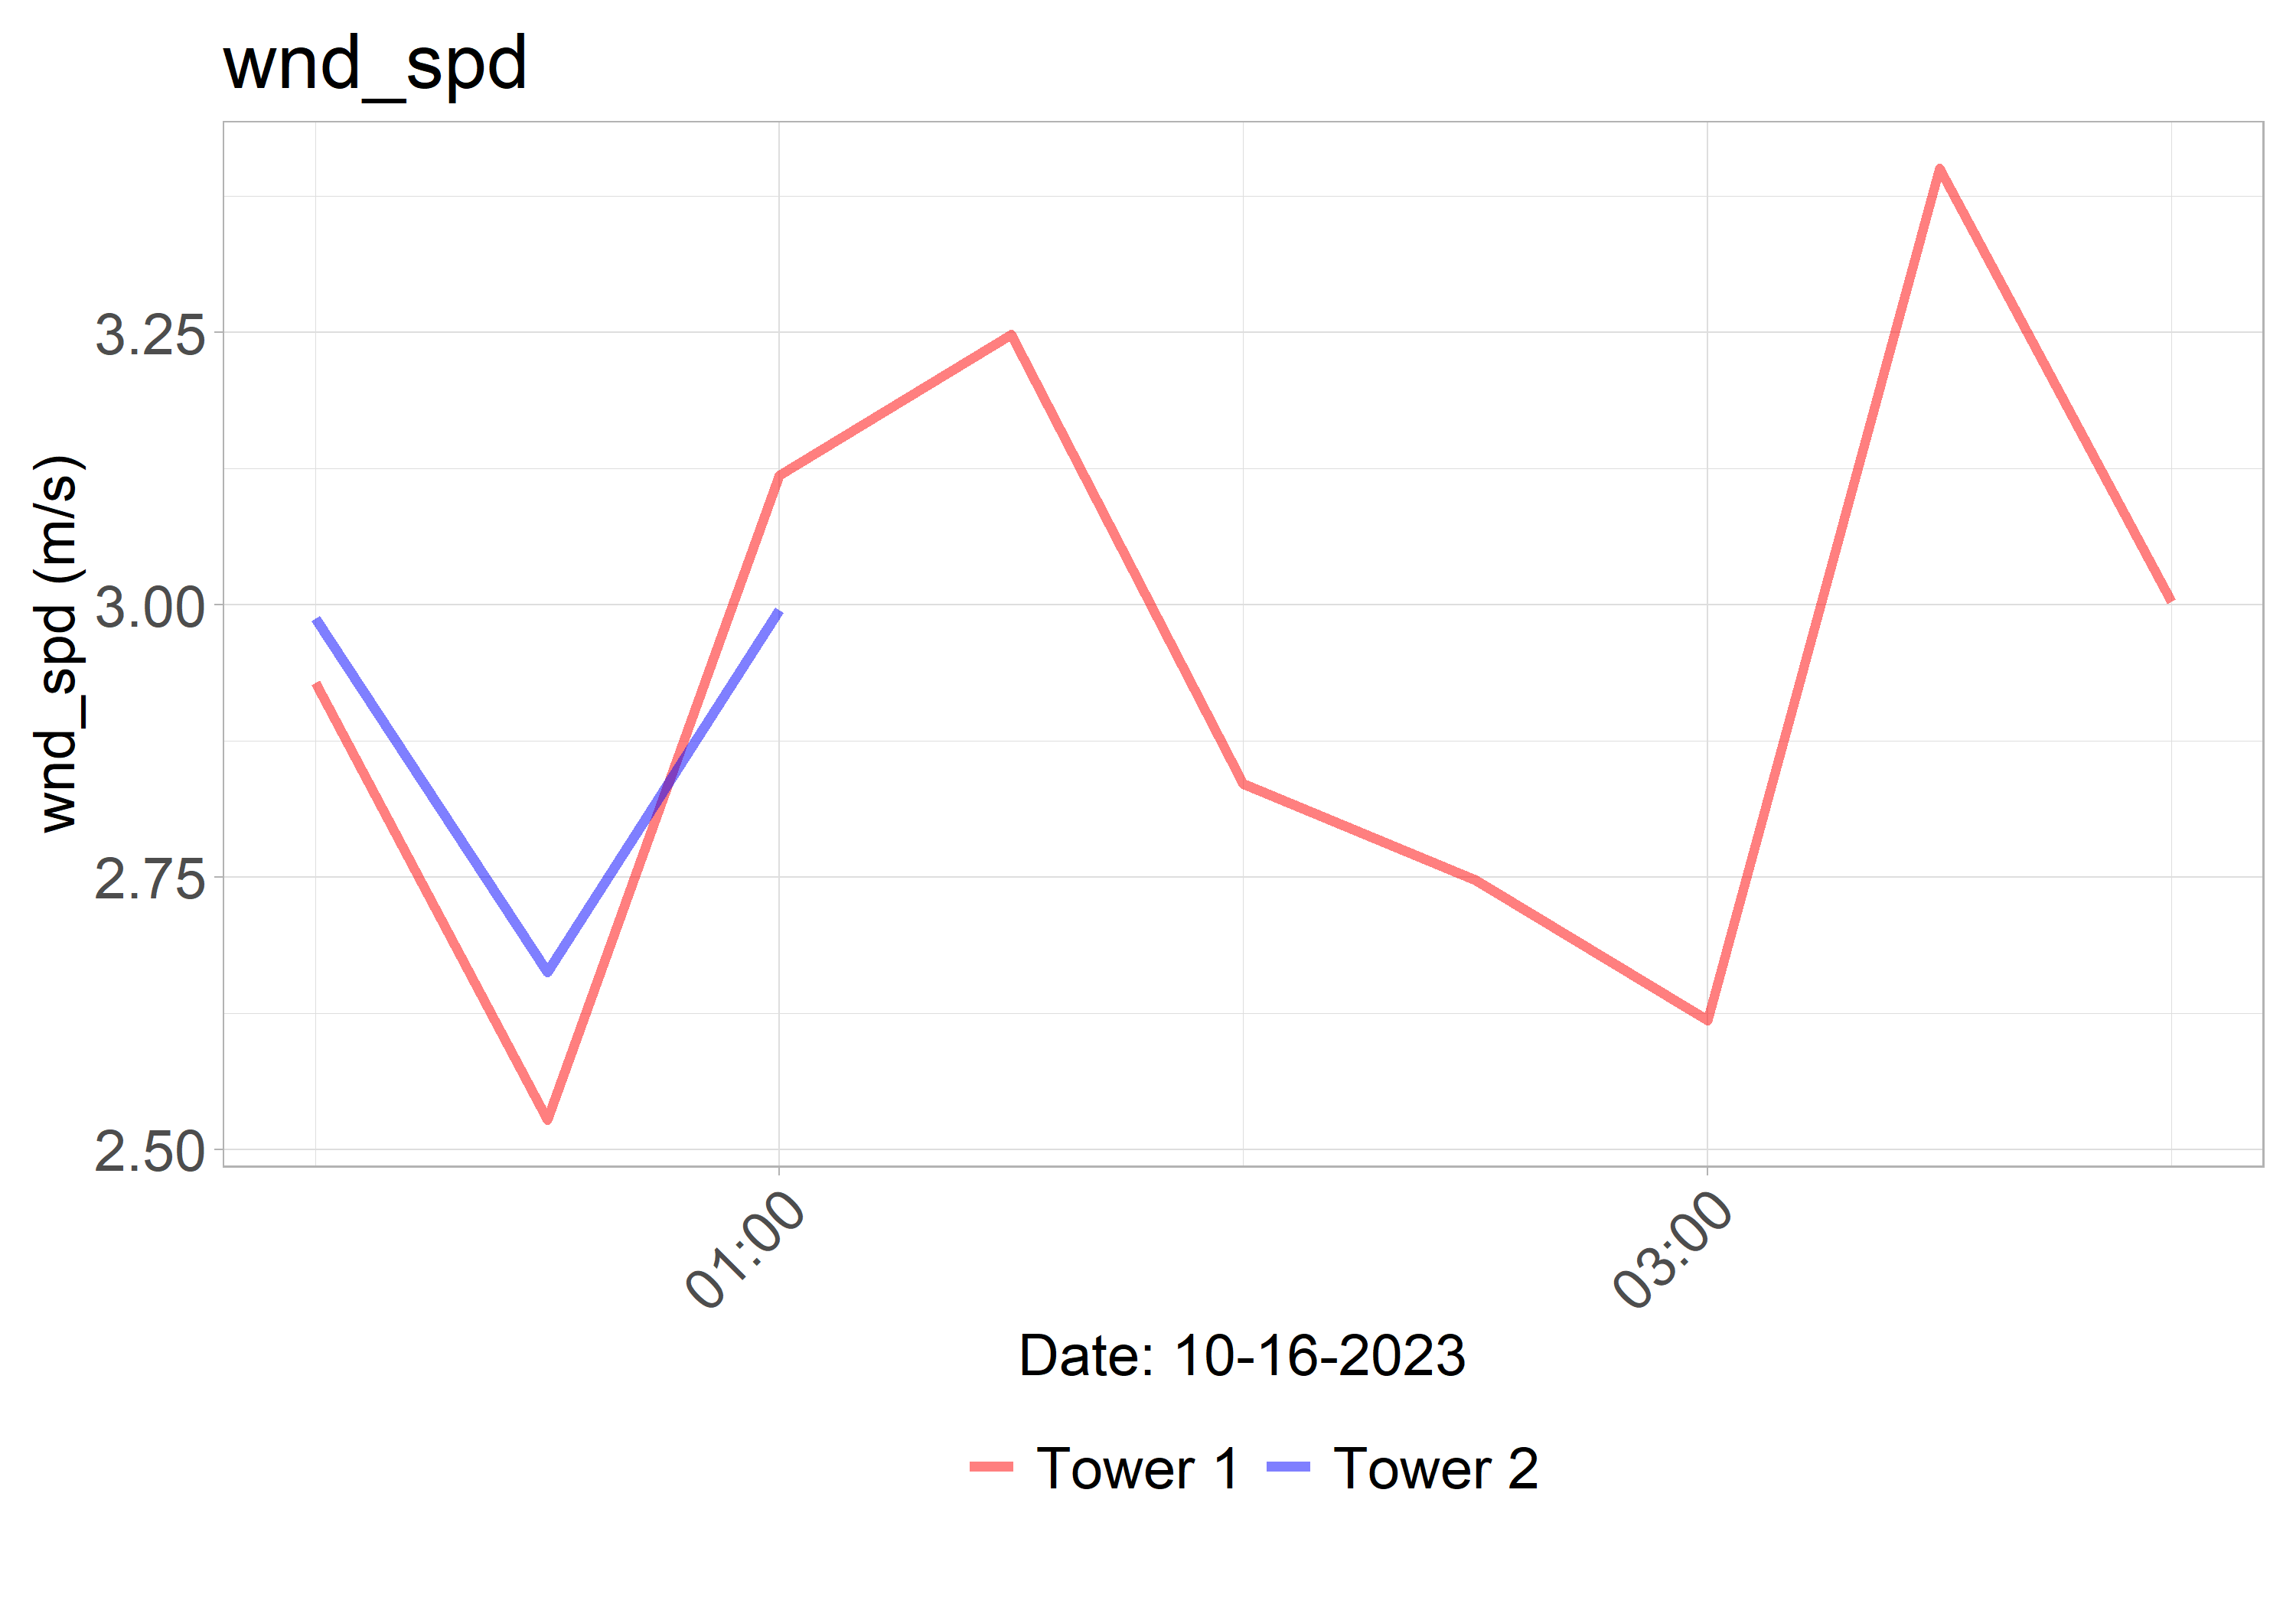 wnd_spd
wnd_spd (m/s)
3.25
3.00
2.75
2.50
01:00
03:00
Date: 10-16-2023
Tower 1
Tower 2